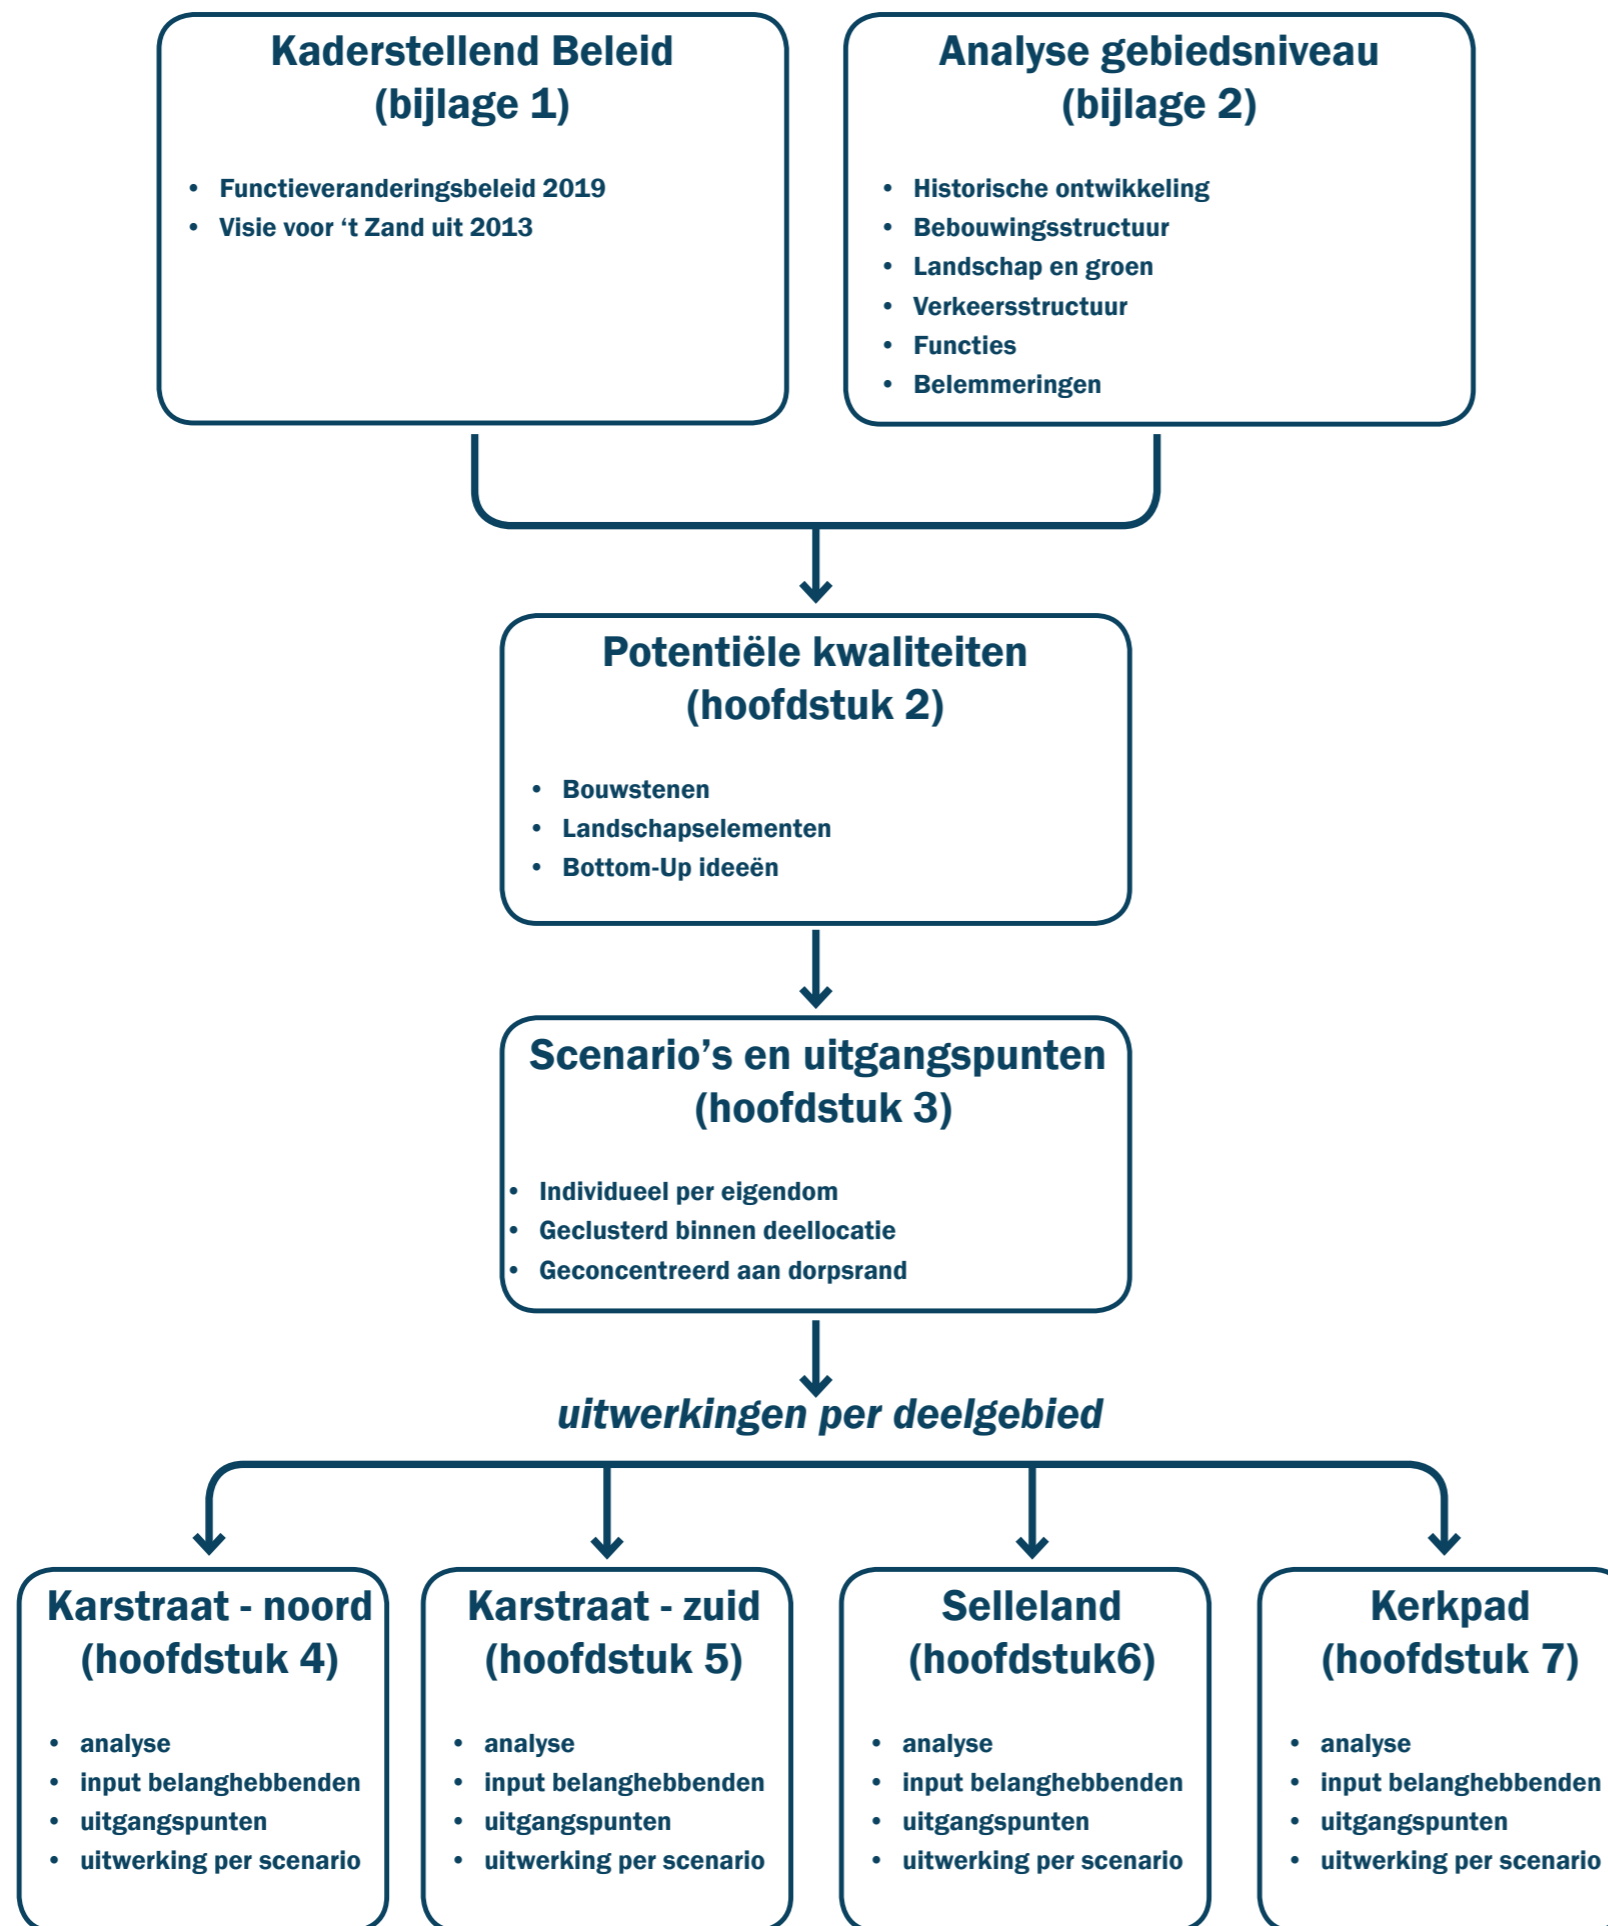 Kaderstellend Beleid
(bijlage 1)
• Functieveranderingsbeleid 2019
• Visie voor ‘t Zand uit 2013
Analyse gebiedsniveau
(bijlage 2)
• Historische ontwikkeling
• Bebouwingsstructuur
• Landschap en groen
• Verkeersstructuur
• Functies
• Belemmeringen
Potentiële kwaliteiten
(hoofdstuk 2)
• Bouwstenen
• Landschapselementen
• Bottom-Up ideeën
Scenario’s en uitgangspunten
(hoofdstuk 3)
• Individueel per eigendom
• Geclusterd binnen deellocatie
• Geconcentreerd aan dorpsrand
uitwerkingen per deelgebied
Karstraat - noord
(hoofdstuk 4)
• analyse
• input belanghebbenden
• uitgangspunten
• uitwerking per scenario
Karstraat - zuid
(hoofdstuk 5)
• analyse
• input belanghebbenden
• uitgangspunten
• uitwerking per scenario
Selleland
(hoofdstuk6)
• analyse
• input belanghebbenden
• uitgangspunten
• uitwerking per scenario
Kerkpad
(hoofdstuk 7)
• analyse
• input belanghebbenden
• uitgangspunten
• uitwerking per scenario